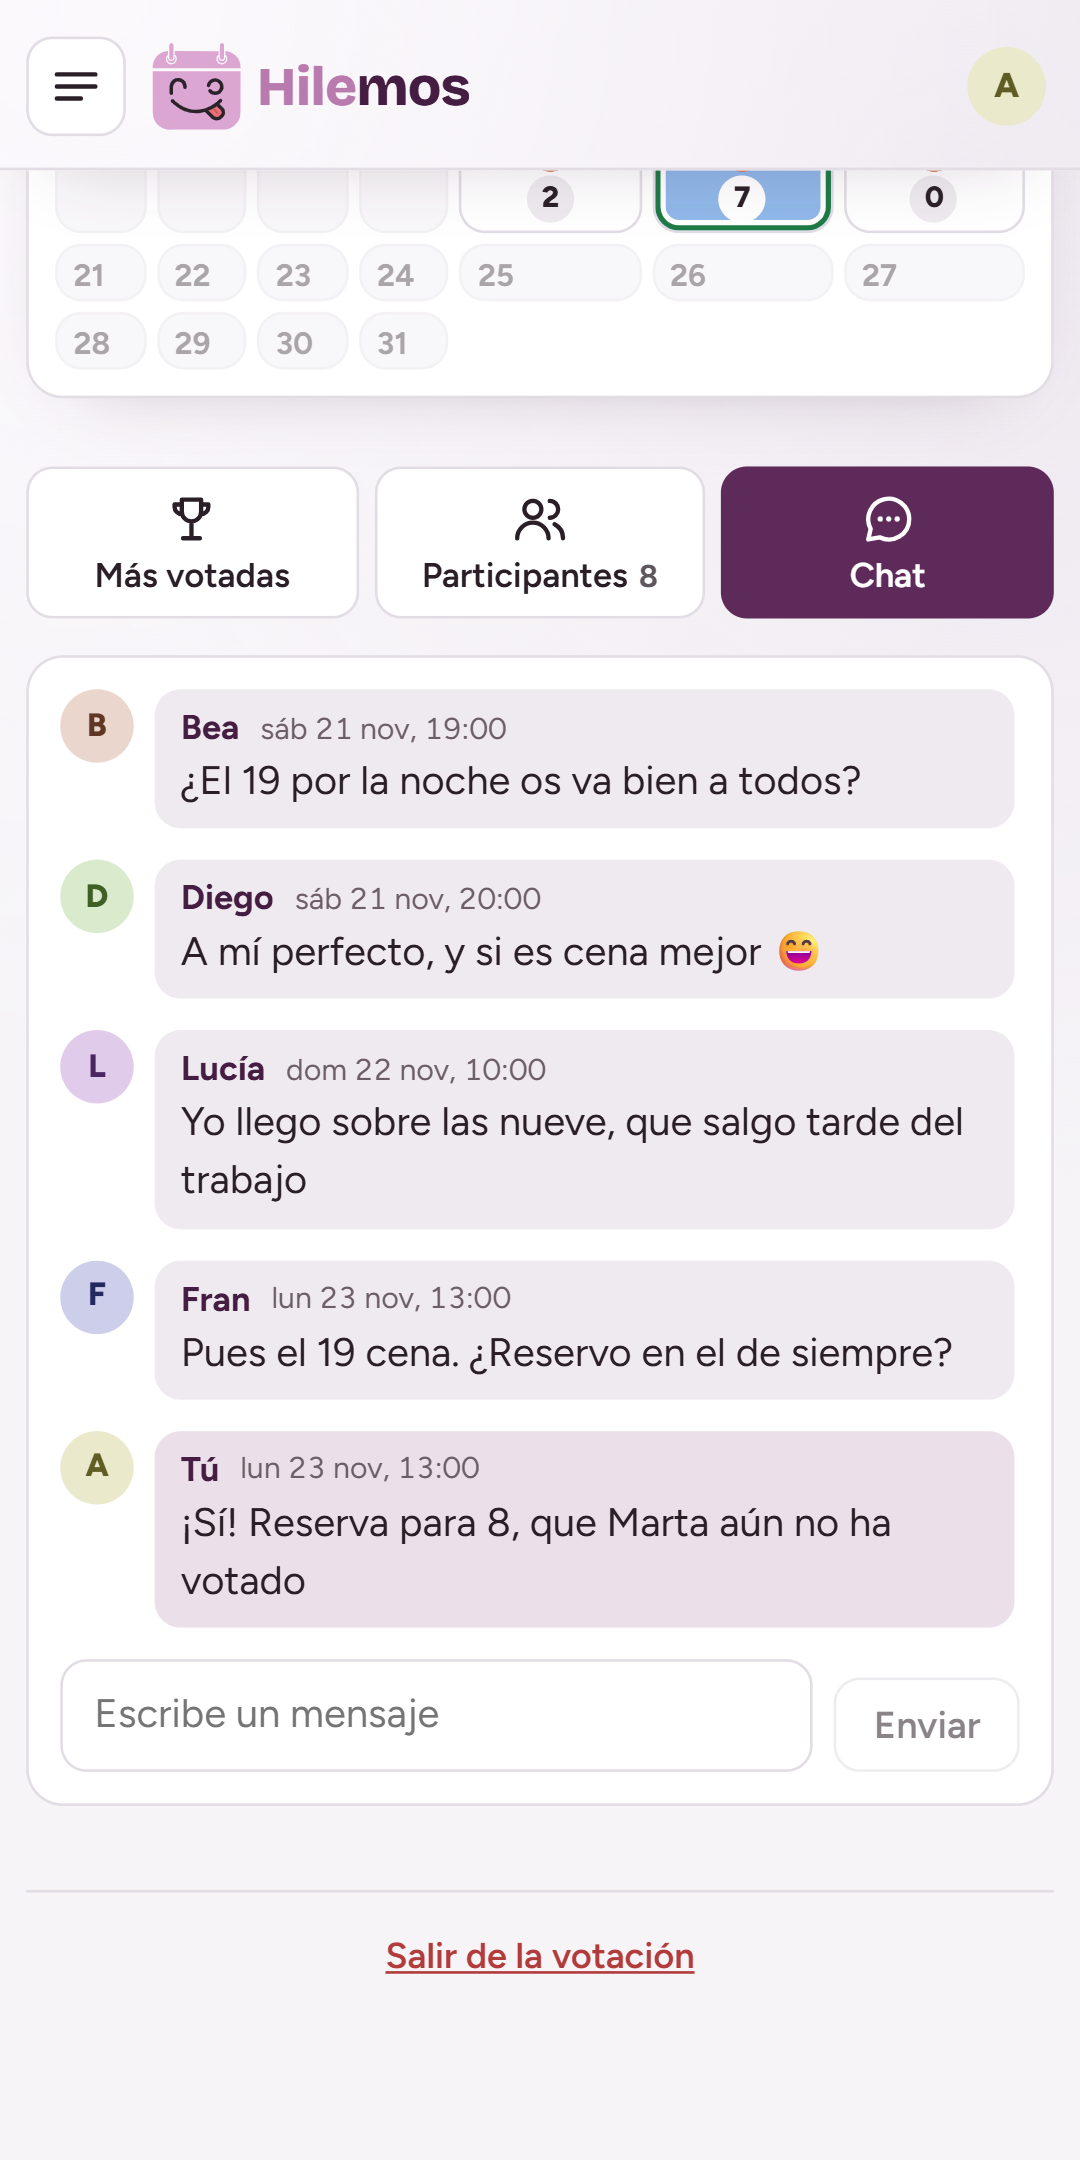 Hilemos
A
2
7
0
21 22 23 24 25 26 27
28 29 30 31
Más votadas
Participantes 8
Chat
B
Bea sáb 21 nov, 19:00
¿El 19 por la noche os va bien a todos?
D
Diego sáb 21 nov, 20:00
A mí perfecto, y si es cena mejor 😄
L
Lucía dom 22 nov, 10:00
Yo llego sobre las nueve, que salgo tarde del
trabajo
F
Fran lun 23 nov, 13:00
Pues el 19 cena. ¿Reservo en el de siempre?
A
Tú lun 23 nov, 13:00
¡Sí! Reserva para 8, que Marta aún no ha
votado
Escribe un mensaje
Enviar
Salir de la votación